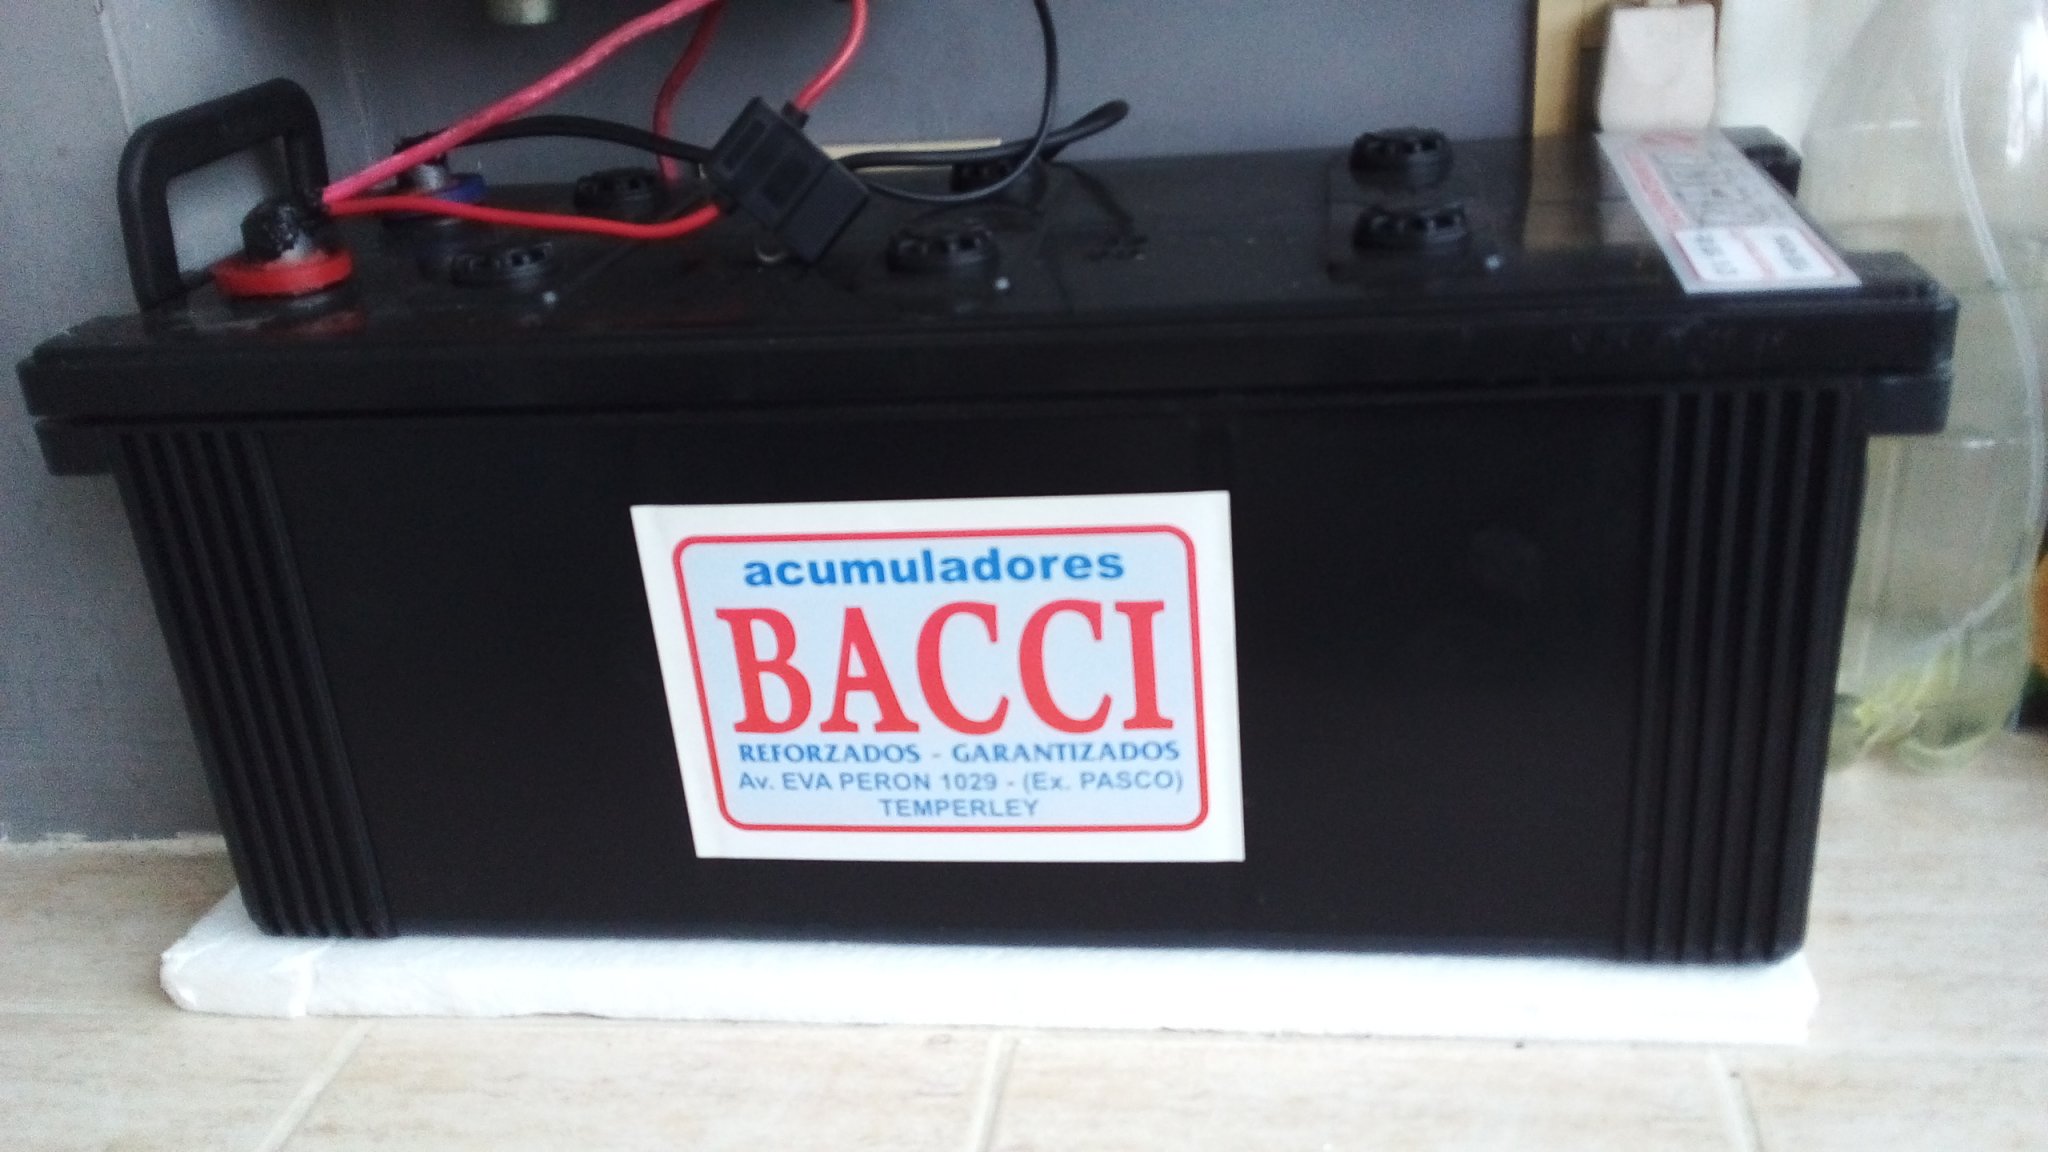 acumuladores
BACCI
REFORZADOS - GARANTIZADOS
Av. EVA PERON 1029 - (Ex. PASCO)
TEMPERLEY